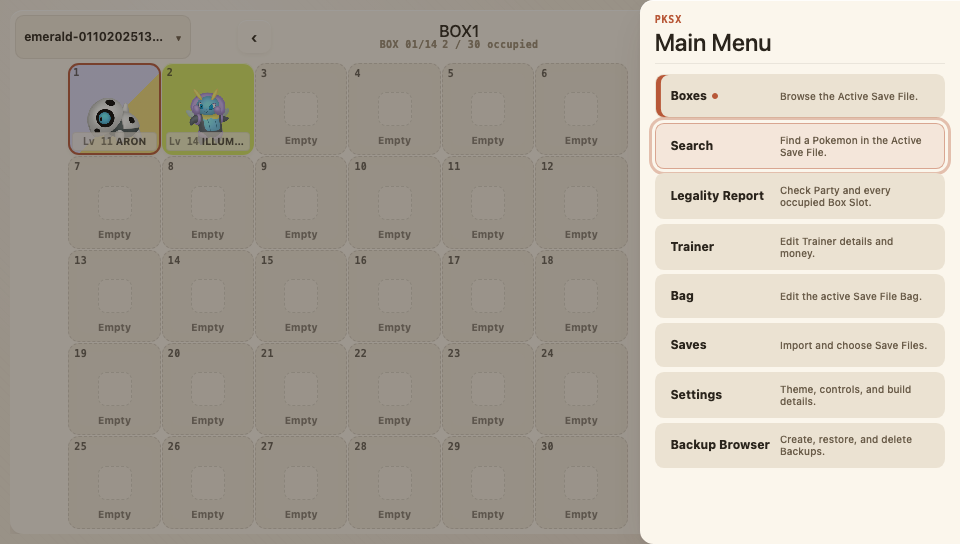 emerald-0110202513... ▾
‹
BOX1
BOX 01/14 2 / 30 occupied
1
Lv 11 ARON
2
Lv 14 ILLUM...
3
Empty
4
Empty
5
Empty
6
Empty
7
Empty
8
Empty
9
Empty
10
Empty
11
Empty
12
Empty
13
Empty
14
Empty
15
Empty
16
Empty
17
Empty
18
Empty
19
Empty
20
Empty
21
Empty
22
Empty
23
Empty
24
Empty
25
Empty
26
Empty
27
Empty
28
Empty
29
Empty
30
Empty
PKSX
Main Menu
Boxes
Browse the Active Save File.
Search
Find a Pokemon in the Active
Save File.
Legality Report
Check Party and every
occupied Box Slot.
Trainer
Edit Trainer details and
money.
Bag
Edit the active Save File Bag.
Saves
Import and choose Save Files.
Settings
Theme, controls, and build
details.
Backup Browser
Create, restore, and delete
Backups.